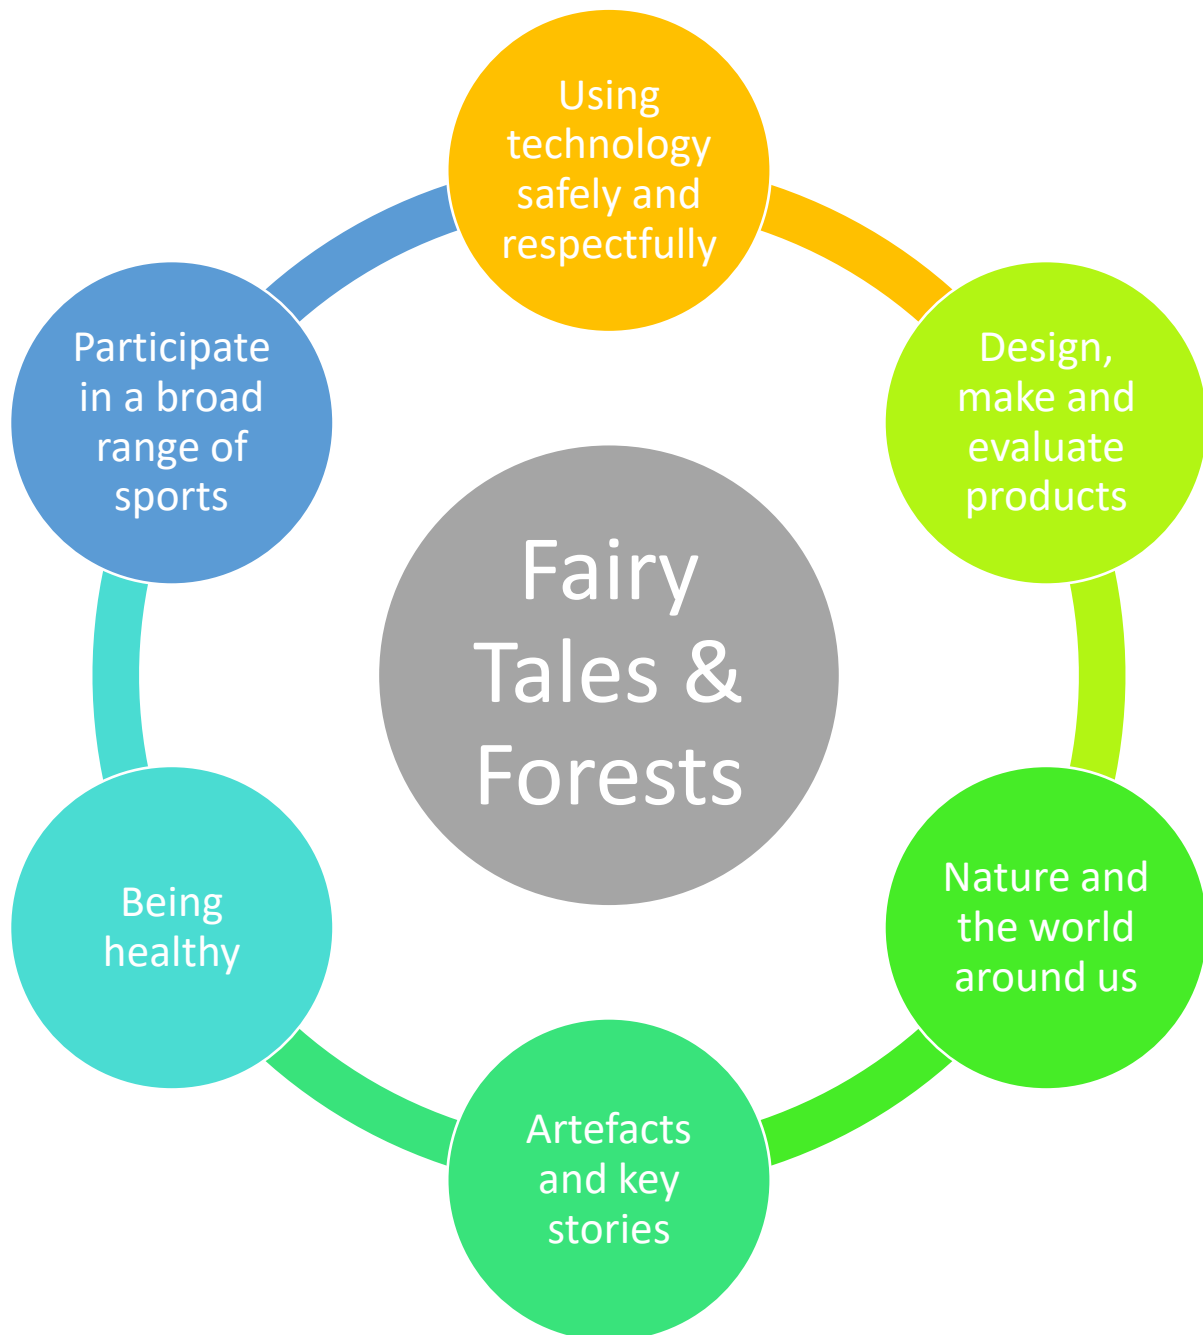 Using
technology
safely and
respectfully
Design,
make and
evaluate
products
Nature and
the world
around us
Artefacts
and key
stories
Being
healthy
Participate
in a broad
range of
sports
Fairy
Tales &
Forests